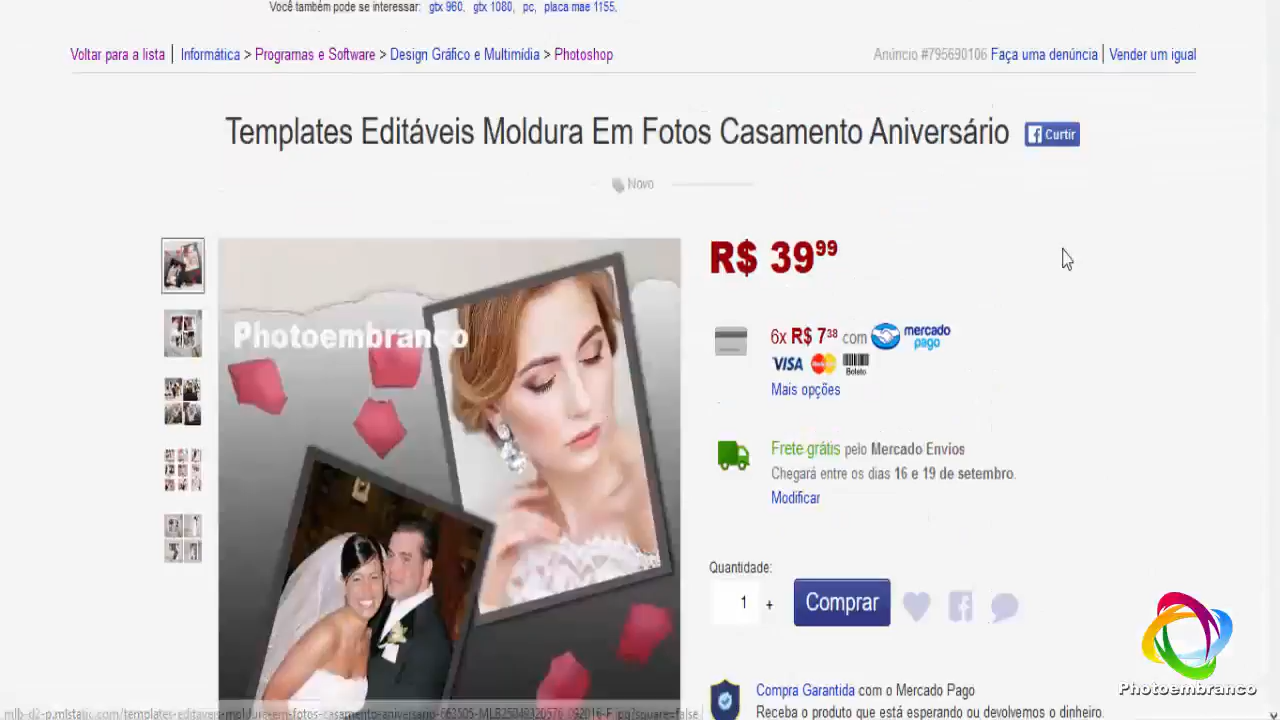 Você também pode se interessar: gtx 960, gtx 1080, pc, placa mae 1155,
Voltar para a lista | Informática > Programas e Software > Design Gráfico e Multimídia > Photoshop
Anúncio #795690106 Faça uma denúncia | Vender um igual
Templates Editáveis Moldura Em Fotos Casamento Aniversário
Curtir
Novo
Photoembranco
R$ 39⁹⁹
6x R$ 7³⁸ com mercado pago
VISA MasterCard Boleto
Mais opções
Frete grátis pelo Mercado Envios
Chegará entre os dias 16 e 19 de setembro.
Modificar
Quantidade:
1 +
Comprar
Compra Garantida com o Mercado Pago
Receba o produto que está esperando ou devolvemos o dinheiro.
Photoembranco